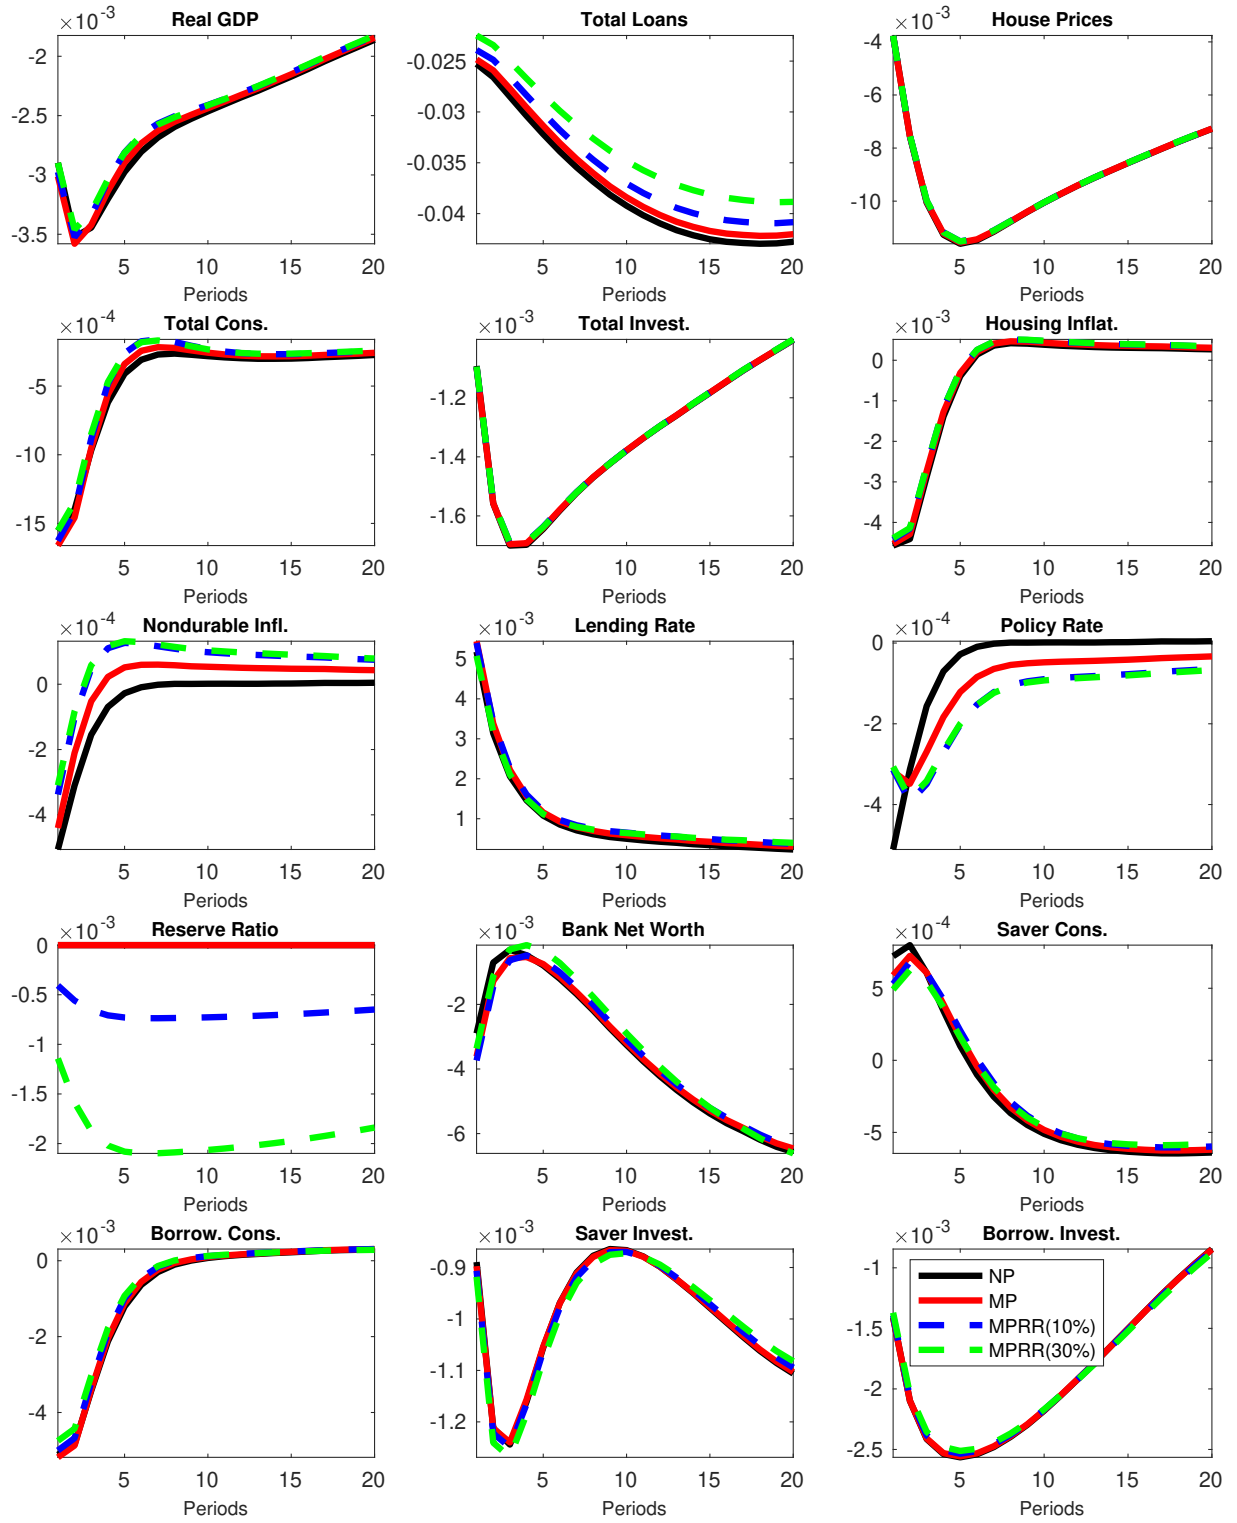 Real GDP
×10⁻³
-2
-2.5
-3
-3.5
5 10 15 20
Periods
Total Loans
-0.025
-0.03
-0.035
-0.04
5 10 15 20
Periods
House Prices
×10⁻³
-4
-6
-8
-10
5 10 15 20
Periods
Total Cons.
×10⁻⁴
-5
-10
-15
5 10 15 20
Periods
Total Invest.
×10⁻³
-1.2
-1.4
-1.6
5 10 15 20
Periods
Housing Inflat.
×10⁻³
0
-1
-2
-3
-4
5 10 15 20
Periods
Nondurable Infl.
×10⁻⁴
0
-2
-4
5 10 15 20
Periods
Lending Rate
×10⁻³
5
4
3
2
1
5 10 15 20
Periods
Policy Rate
×10⁻⁴
0
-2
-4
5 10 15 20
Periods
Reserve Ratio
×10⁻³
0
-0.5
-1
-1.5
-2
5 10 15 20
Periods
Bank Net Worth
×10⁻³
-2
-4
-6
5 10 15 20
Periods
Saver Cons.
×10⁻⁴
5
0
-5
5 10 15 20
Periods
Borrow. Cons.
×10⁻³
0
-2
-4
5 10 15 20
Periods
Saver Invest.
×10⁻³
-0.9
-1
-1.1
-1.2
5 10 15 20
Periods
Borrow. Invest.
×10⁻³
-1
-1.5
-2
-2.5
NP
MP
MPRR(10%)
MPRR(30%)
5 10 15 20
Periods